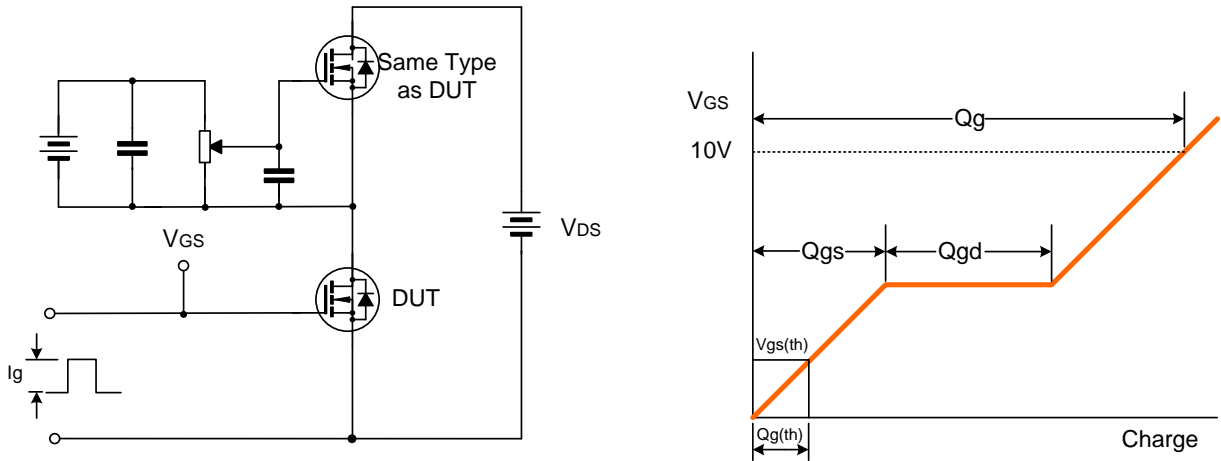 Same Type
as DUT
VGS
VDS
DUT
Ig
VGS
10V
Qg
Qgs
Qgd
Vgs(th)
Qg(th)
Charge